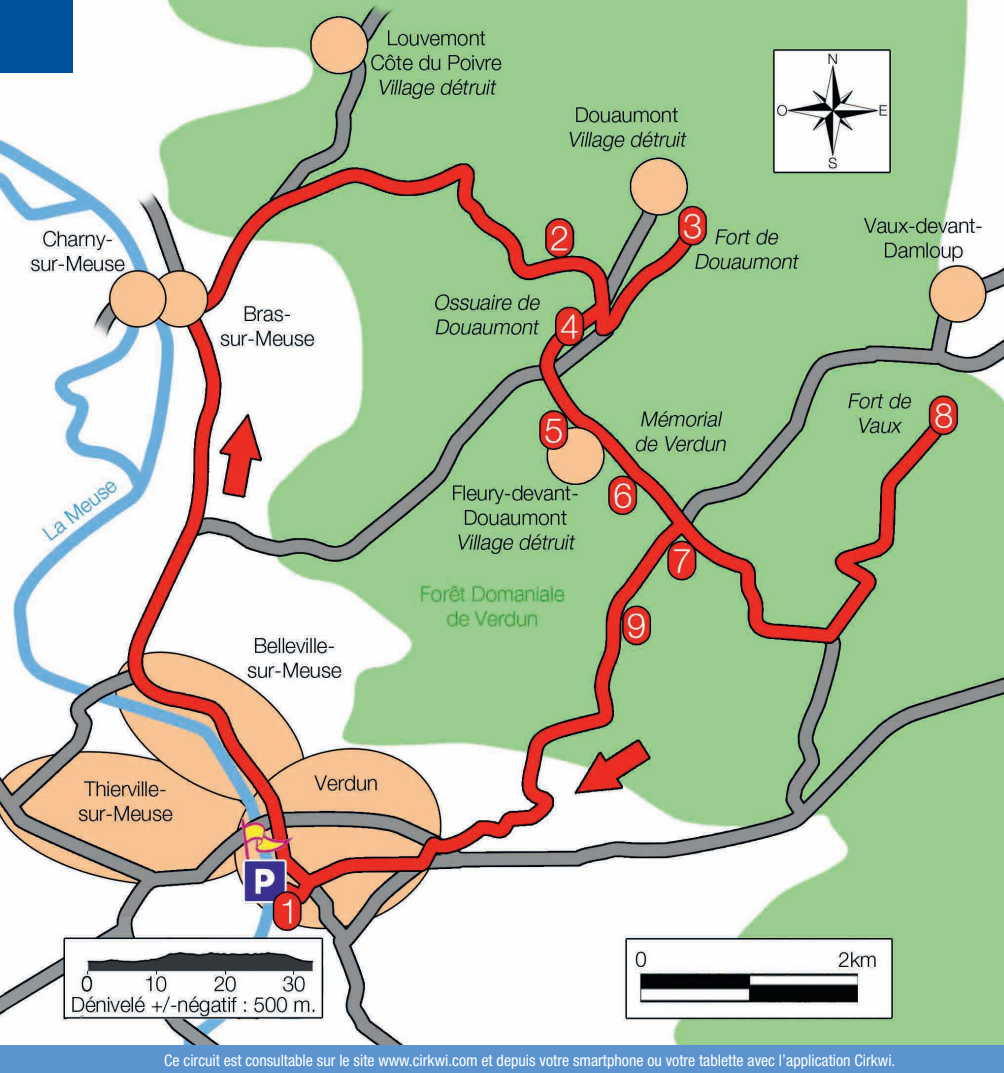 Louvemont
Côte du Poivre
Village détruit
N
O
E
S
Douaumont
Village détruit
Charny-
sur-Meuse
2
3
Fort de
Douaumont
Vaux-devant-
Damloup
Bras-
sur-Meuse
Ossuaire de
Douaumont
4
5
Mémorial
de Verdun
Fort de
Vaux
8
La Meuse
Fleury-devant-
Douaumont
Village détruit
6
7
Forêt Domaniale
de Verdun
9
Belleville-
sur-Meuse
Thierville-
sur-Meuse
Verdun
P
1
0 10 20 30
Dénivelé +/-négatif : 500 m.
0 2km
Ce circuit est consultable sur le site www.cirkwi.com et depuis votre smartphone ou votre tablette avec l'application Cirkwi.